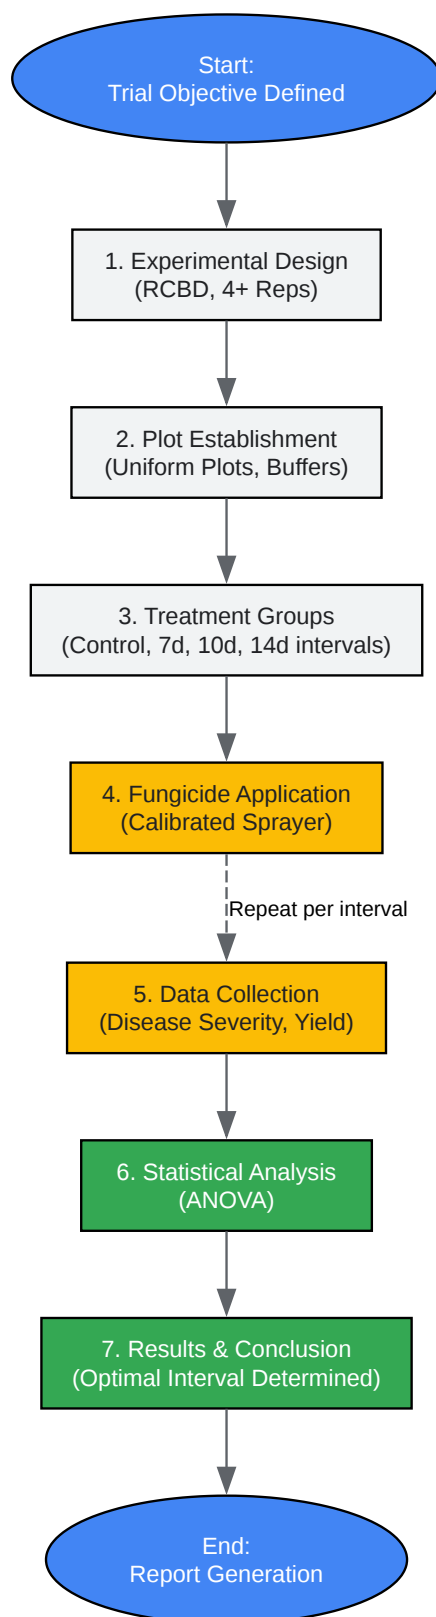 Start:
Trial Objective Defined
1. Experimental Design
(RCBD, 4+ Reps)
2. Plot Establishment
(Uniform Plots, Buffers)
3. Treatment Groups
(Control, 7d, 10d, 14d intervals)
4. Fungicide Application
(Calibrated Sprayer)
Repeat per interval
5. Data Collection
(Disease Severity, Yield)
6. Statistical Analysis
(ANOVA)
7. Results & Conclusion
(Optimal Interval Determined)
End:
Report Generation